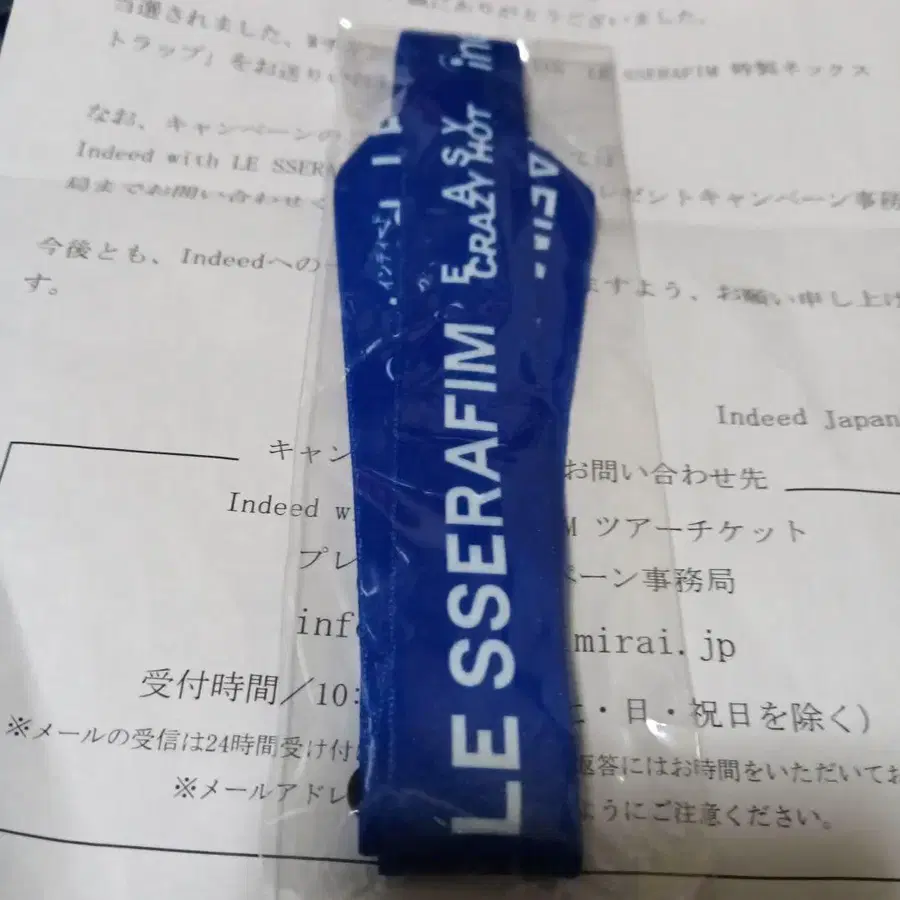 当選されました、
トラップ」をお送りい
LE SSERAFIM 特製ネックス
なお、キャンペーンの
Indeed with LE SSERA
レゼントキャンペーン事務
局までお問い合わせく
今後とも、Indeedへの
ますよう、お願い申し上げ
す。
Indeed Japan
キャン
お問い合わせ先
Indeed w
M ツアーチケット
プレ
ペーン事務局
inf
mirai.jp
受付時間/10:
・日・祝日を除く)
※メールの受信は24時間受け付
返答にはお時間をいただいてお
※メールアドレ
ようにご注意ください。
LE SSERAFIM
EASY
CRAZY HOT
in